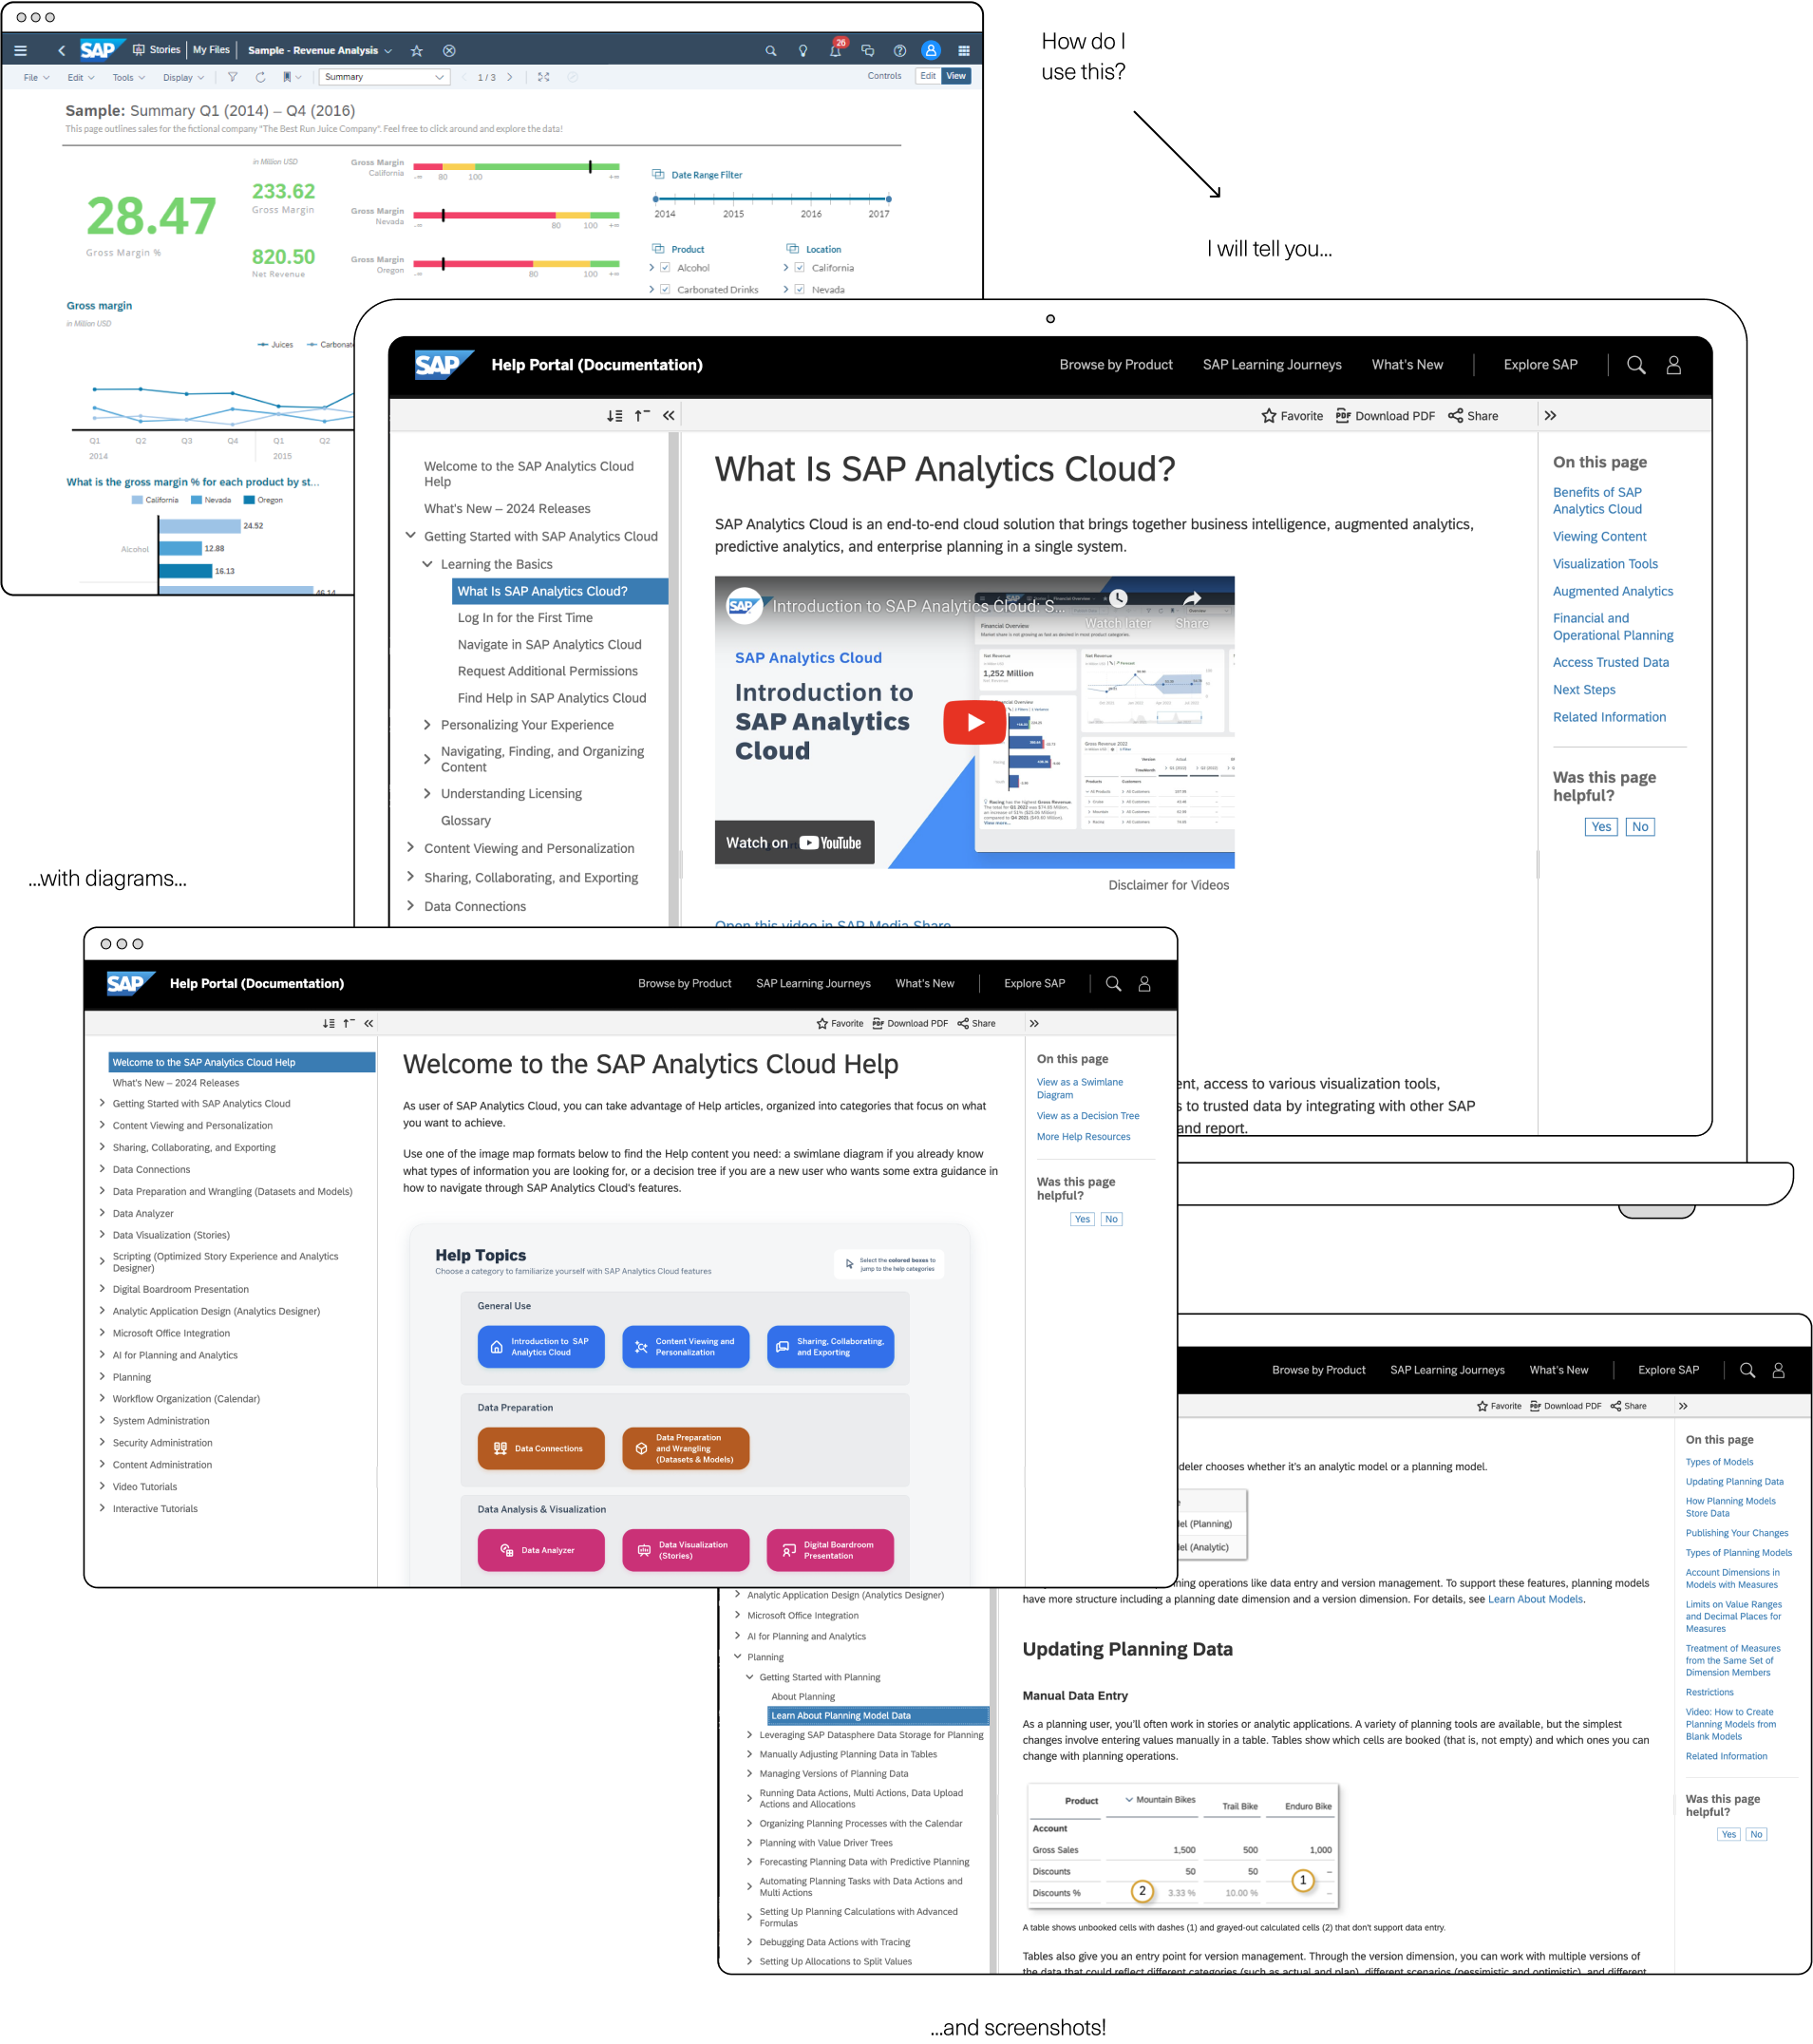 SAP Stories My Files Sample - Revenue Analysis 26
File Edit Tools Display Summary 1 / 3 Controls Edit View
Sample: Summary Q1 (2014) – Q4 (2016)
This page outlines sales for the fictional company "The Best Run Juice Company". Feel free to click around and explore the data!
28.47
Gross Margin %
in Million USD
233.62
Gross Margin
820.50
Net Revenue
Gross Margin
California
-∞ 80 100 +∞
Gross Margin
Nevada
-∞ 80 100 +∞
Gross Margin
Oregon
-∞ 80 100 +∞
Date Range Filter
2014 2015 2016 2017
Product
Alcohol
Carbonated Drinks
Location
California
Nevada
Gross margin
in Million USD
Juices Carbonat
Q1 Q2 Q3 Q4 Q1 Q2
2014 2015
What is the gross margin % for each product by st...
California Nevada Oregon
Alcohol
24.52
12.88
16.13
46.14
How do I
use this?
I will tell you...
SAP Help Portal (Documentation) Browse by Product SAP Learning Journeys What's New Explore SAP
Favorite PDF Download PDF Share
Welcome to the SAP Analytics Cloud
Help
What's New – 2024 Releases
Getting Started with SAP Analytics Cloud
Learning the Basics
What Is SAP Analytics Cloud?
Log In for the First Time
Navigate in SAP Analytics Cloud
Request Additional Permissions
Find Help in SAP Analytics Cloud
Personalizing Your Experience
Navigating, Finding, and Organizing
Content
Understanding Licensing
Glossary
Content Viewing and Personalization
Sharing, Collaborating, and Exporting
Data Connections
What Is SAP Analytics Cloud?
SAP Analytics Cloud is an end-to-end cloud solution that brings together business intelligence, augmented analytics,
predictive analytics, and enterprise planning in a single system.
SAP Introduction to SAP Analytics Cloud: S...
Watch later Share
SAP Analytics Cloud
Introduction to
SAP Analytics
Cloud
Financial Overview
Net Revenue
1,252 Million
Gross Revenue 2022
Watch on YouTube
Disclaimer for Videos
Open this video in SAP Media Share
ent, access to various visualization tools,
s to trusted data by integrating with other SAP
and report.
On this page
Benefits of SAP
Analytics Cloud
Viewing Content
Visualization Tools
Augmented Analytics
Financial and
Operational Planning
Access Trusted Data
Next Steps
Related Information
Was this page
helpful?
Yes No
...with diagrams...
SAP Help Portal (Documentation) Browse by Product SAP Learning Journeys What's New Explore SAP
Favorite PDF Download PDF Share
Welcome to the SAP Analytics Cloud Help
What's New – 2024 Releases
Getting Started with SAP Analytics Cloud
Content Viewing and Personalization
Sharing, Collaborating, and Exporting
Data Connections
Data Preparation and Wrangling (Datasets and Models)
Data Analyzer
Data Visualization (Stories)
Scripting (Optimized Story Experience and Analytics
Designer)
Digital Boardroom Presentation
Analytic Application Design (Analytics Designer)
Microsoft Office Integration
AI for Planning and Analytics
Planning
Workflow Organization (Calendar)
System Administration
Security Administration
Content Administration
Video Tutorials
Interactive Tutorials
Welcome to the SAP Analytics Cloud Help
As user of SAP Analytics Cloud, you can take advantage of Help articles, organized into categories that focus on what
you want to achieve.
Use one of the image map formats below to find the Help content you need: a swimlane diagram if you already know
what types of information you are looking for, or a decision tree if you are a new user who wants some extra guidance in
how to navigate through SAP Analytics Cloud's features.
Help Topics
Choose a category to familiarize yourself with SAP Analytics Cloud features
Select the colored boxes to
jump to the help categories
General Use
Introduction to SAP
Analytics Cloud
Content Viewing and
Personalization
Sharing, Collaborating,
and Exporting
Data Preparation
Data Connections
Data Preparation
and Wrangling
(Datasets & Models)
Data Analysis & Visualization
Data Analyzer
Data Visualization
(Stories)
Digital Boardroom
Presentation
On this page
View as a Swimlane
Diagram
View as a Decision Tree
More Help Resources
Was this page
helpful?
Yes No
Browse by Product SAP Learning Journeys What's New Explore SAP
Favorite PDF Download PDF Share
Analytic Application Design (Analytics Designer)
Microsoft Office Integration
AI for Planning and Analytics
Planning
Getting Started with Planning
About Planning
Learn About Planning Model Data
Leveraging SAP Datasphere Data Storage for Planning
Manually Adjusting Planning Data in Tables
Managing Versions of Planning Data
Running Data Actions, Multi Actions, Data Upload
Actions and Allocations
Organizing Planning Processes with the Calendar
Planning with Value Driver Trees
Forecasting Planning Data with Predictive Planning
Automating Planning Tasks with Data Actions and
Multi Actions
Setting Up Planning Calculations with Advanced
Formulas
Debugging Data Actions with Tracing
Setting Up Allocations to Split Values
deler chooses whether it's an analytic model or a planning model.
e
lel (Planning)
lel (Analytic)
ning operations like data entry and version management. To support these features, planning models
have more structure including a planning date dimension and a version dimension. For details, see Learn About Models.
Updating Planning Data
Manual Data Entry
As a planning user, you'll often work in stories or analytic applications. A variety of planning tools are available, but the simplest
changes involve entering values manually in a table. Tables show which cells are booked (that is, not empty) and which ones you can
change with planning operations.
Product Mountain Bikes Trail Bike Enduro Bike
Account
Gross Sales 1,500 500 1,000
Discounts 50 50 1 –
Discounts % 2 3.33 % 10.00 % –
A table shows unbooked cells with dashes (1) and grayed-out calculated cells (2) that don't support data entry.
Tables also give you an entry point for version management. Through the version dimension, you can work with multiple versions of
the data that could reflect different categories (such as actual and plan), different scenarios (pessimistic and optimistic), and different
On this page
Types of Models
Updating Planning Data
How Planning Models
Store Data
Publishing Your Changes
Types of Planning Models
Account Dimensions in
Models with Measures
Limits on Value Ranges
and Decimal Places for
Measures
Treatment of Measures
from the Same Set of
Dimension Members
Restrictions
Video: How to Create
Planning Models from
Blank Models
Related Information
Was this page
helpful?
Yes No
...and screenshots!